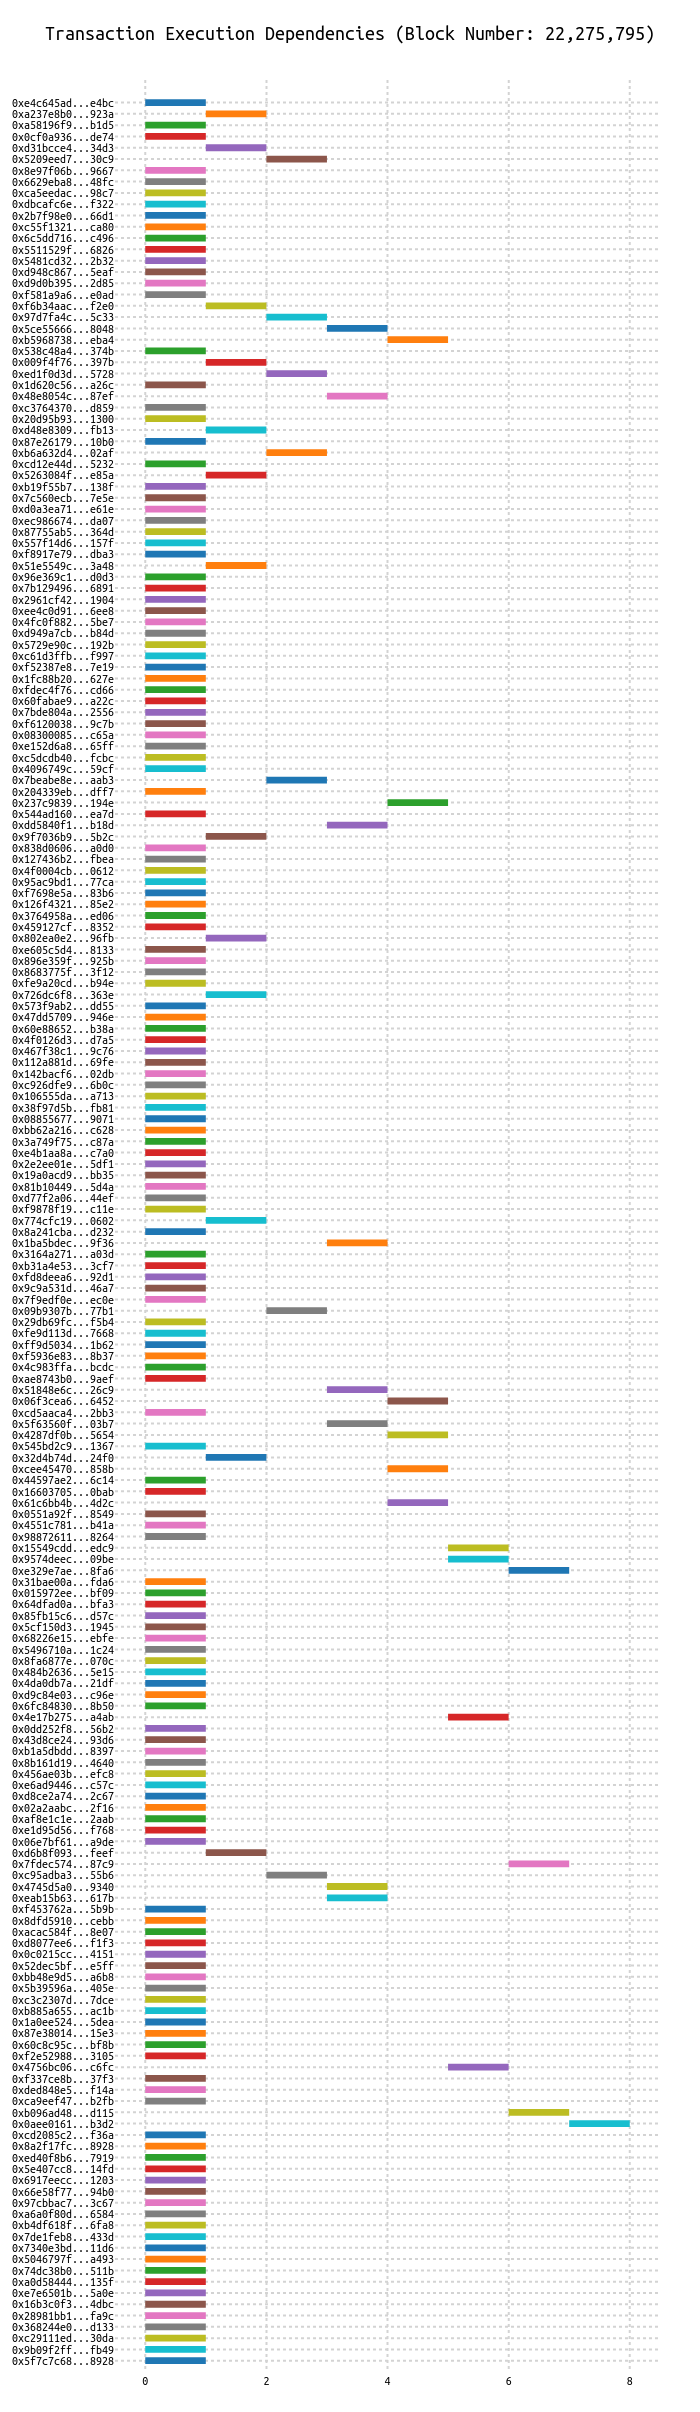 Transaction Execution Dependencies (Block Number: 22,275,795)
0xe4c645ad...e4bc
0xa237e8b0...923a
0xa58196f9...b1d5
0x0cf0a936...de74
0xd31bcce4...34d3
0x5209eed7...30c9
0x8e97f06b...9667
0x6629eba8...48fc
0xca5eedac...98c7
0xdbcafc6e...f322
0x2b7f98e0...66d1
0xc55f1321...ca80
0x6c5dd716...c496
0x5511529f...6826
0x5481cd32...2b32
0xd948c867...5eaf
0xd9d0b395...2d85
0xf581a9a6...e0ad
0xf6b34aac...f2e0
0x97d7fa4c...5c33
0x5ce55666...8048
0xb5968738...eba4
0x538c48a4...374b
0x009f4f76...397b
0xed1f0d3d...5728
0x1d620c56...a26c
0x48e8054c...87ef
0xc3764370...d859
0x20d95b93...1300
0xd48e8309...fb13
0x87e26179...10b0
0xb6a632d4...02af
0xcd12e44d...5232
0x5263084f...e85a
0xb19f55b7...138f
0x7c560ecb...7e5e
0xd0a3ea71...e61e
0xec986674...da07
0x87755ab5...364d
0x557f14d6...157f
0xf8917e79...dba3
0x51e5549c...3a48
0x96e369c1...d0d3
0x7b129496...6891
0x2961cf42...1904
0xee4c0d91...6ee8
0x4fc0f882...5be7
0xd949a7cb...b84d
0x5729e90c...192b
0xc61d3ffb...f997
0xf52387e8...7e19
0x1fc88b20...627e
0xfdec4f76...cd66
0x60fabae9...a22c
0x7bde804a...2556
0xf6120038...9c7b
0x08300085...c65a
0xe152d6a8...65ff
0xc5dcdb40...fcbc
0x4096749c...59cf
0x7beabe8e...aab3
0x204339eb...dff7
0x237c9839...194e
0x544ad160...ea7d
0xdd5840f1...b18d
0x9f7036b9...5b2c
0x838d0606...a0d0
0x127436b2...fbea
0x4f0004cb...0612
0x95ac9bd1...77ca
0xf7698e5a...83b6
0x126f4321...85e2
0x3764958a...ed06
0x459127cf...8352
0x802ea0e2...96fb
0xe605c5d4...8133
0x896e359f...925b
0x8683775f...3f12
0xfe9a20cd...b94e
0x726dc6f8...363e
0x573f9ab2...dd55
0x47dd5709...946e
0x60e88652...b38a
0x4f0126d3...d7a5
0x467f38c1...9c76
0x112a881d...69fe
0x142bacf6...02db
0xc926dfe9...6b0c
0x106555da...a713
0x38f97d5b...fb81
0x08855677...9071
0xbb62a216...c628
0x3a749f75...c87a
0xe4b1aa8a...c7a0
0x2e2ee01e...5df1
0x19a0acd9...bb35
0x81b10449...5d4a
0xd77f2a06...44ef
0xf9878f19...c11e
0x774cfc19...0602
0x8a241cba...d232
0x1ba5bdec...9f36
0x3164a271...a03d
0xb31a4e53...3cf7
0xfd8deea6...92d1
0x9c9a531d...46a7
0x7f9edf0e...ec0e
0x09b9307b...77b1
0x29db69fc...f5b4
0xfe9d113d...7668
0xff9d5034...1b62
0xf5936e83...8b37
0x4c983ffa...bcdc
0xae8743b0...9aef
0x51848e6c...26c9
0x06f3cea6...6452
0xcd5aaca4...2bb3
0x5f63560f...03b7
0x4287df0b...5654
0x545bd2c9...1367
0x32d4b74d...24f0
0xcee45470...858b
0x44597ae2...6c14
0x16603705...0bab
0x61c6bb4b...4d2c
0x0551a92f...8549
0x4551c781...b41a
0x98872611...8264
0x15549cdd...edc9
0x9574deec...09be
0xe329e7ae...8fa6
0x31bae00a...fda6
0x015972ee...bf09
0x64dfad0a...bfa3
0x85fb15c6...d57c
0x5cf150d3...1945
0x68226e15...ebfe
0x5496710a...1c24
0x8fa6877e...070c
0x484b2636...5e15
0x4da0db7a...21df
0xd9c84e03...c96e
0x6fc84830...8b50
0x4e17b275...a4ab
0x0dd252f8...56b2
0x43d8ce24...93d6
0xb1a5dbdd...8397
0x8b161d19...4640
0x456ae03b...efc8
0xe6ad9446...c57c
0xd8ce2a74...2c67
0x02a2aabc...2f16
0xaf8e1c1e...2aab
0xe1d95d56...f768
0x06e7bf61...a9de
0xd6b8f093...feef
0x7fdec574...87c9
0xc95adba3...55b6
0x4745d5a0...9340
0xeab15b63...617b
0xf453762a...5b9b
0x8dfd5910...cebb
0xacac584f...8e07
0xd8077ee6...f1f3
0x0c0215cc...4151
0x52dec5bf...e5ff
0xbb48e9d5...a6b8
0x5b39596a...405e
0xc3c2307d...7dce
0xb885a655...ac1b
0x1a0ee524...5dea
0x87e38014...15e3
0x60c8c95c...bf8b
0xf2e52988...3105
0x4756bc06...c6fc
0xf337ce8b...37f3
0xded848e5...f14a
0xca9eef47...b2fb
0xb096ad48...d115
0x0aee0161...b3d2
0xcd2085c2...f36a
0x8a2f17fc...8928
0xed40f8b6...7919
0x5e407cc8...14fd
0x6917eecc...1203
0x66e58f77...94b0
0x97cbbac7...3c67
0xa6a0f80d...6584
0xb4df618f...6fa8
0x7de1feb8...433d
0x7340e3bd...11d6
0x5046797f...a493
0x74dc38b0...511b
0xa0d58444...135f
0xe7e6501b...5a0e
0x16b3c0f3...4dbc
0x28981bb1...fa9c
0x368244e0...d133
0xc29111ed...30da
0x9b09f2ff...fb49
0x5f7c7c68...8928
0 2 4 6 8